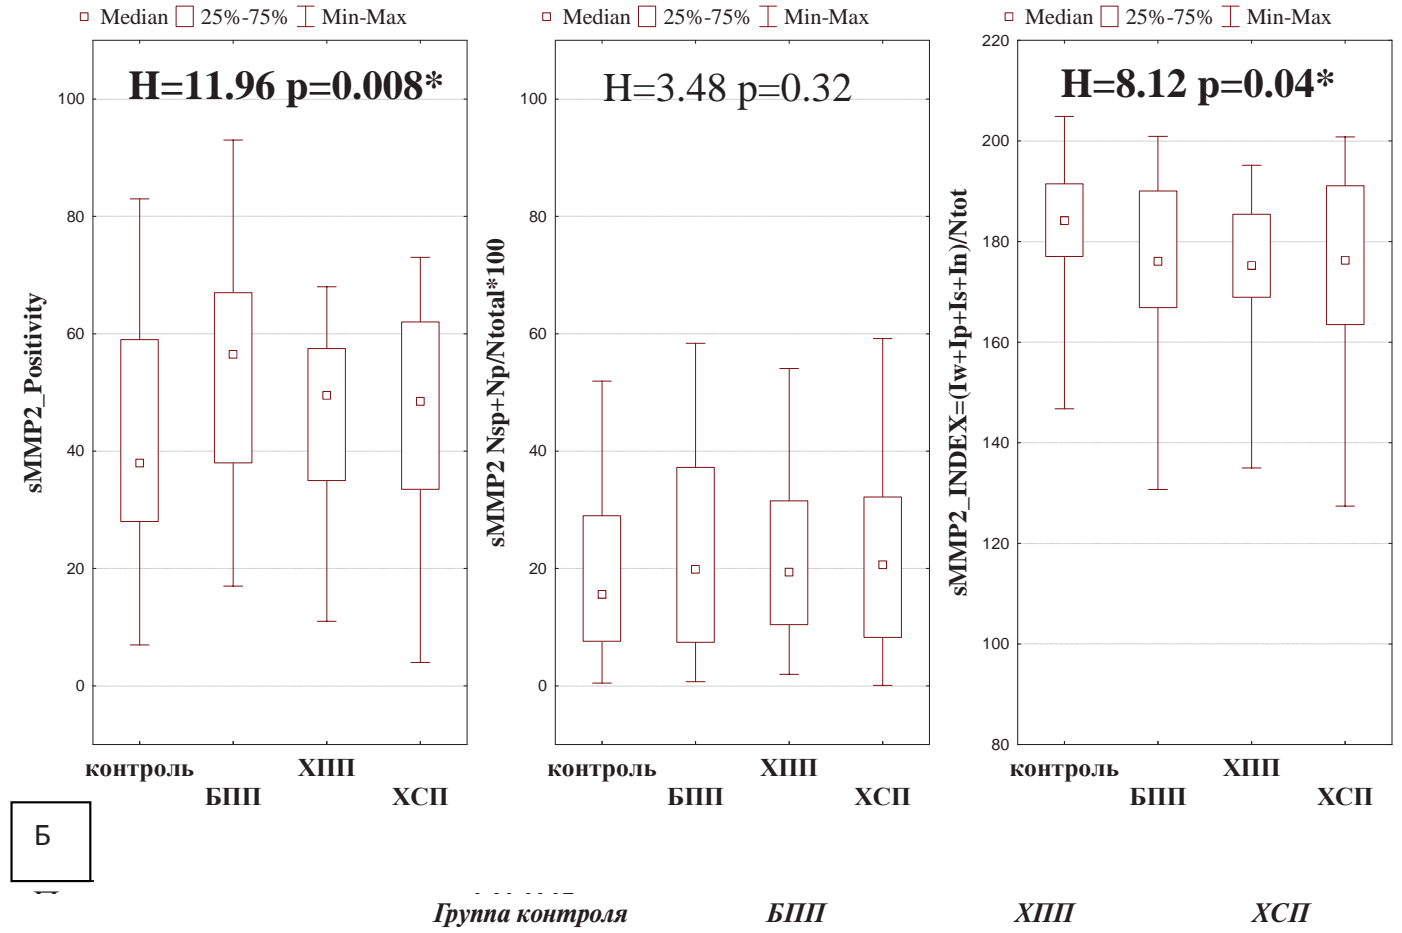 Median 25%-75% Min-Max
H=11.96 p=0.008*
sMMP2_Positivity
100
80
60
40
20
0
контроль
БПП
ХПП
ХСП
Median 25%-75% Min-Max
H=3.48 p=0.32
sMMP2 Nsp+Np/Ntotal*100
100
80
60
40
20
0
контроль
БПП
ХПП
ХСП
Median 25%-75% Min-Max
H=8.12 p=0.04*
sMMP2_INDEX=(Iw+Ip+Is+In)/Ntot
220
200
180
160
140
120
100
80
контроль
БПП
ХПП
ХСП
Б
Группа контроля БПП ХПП ХСП